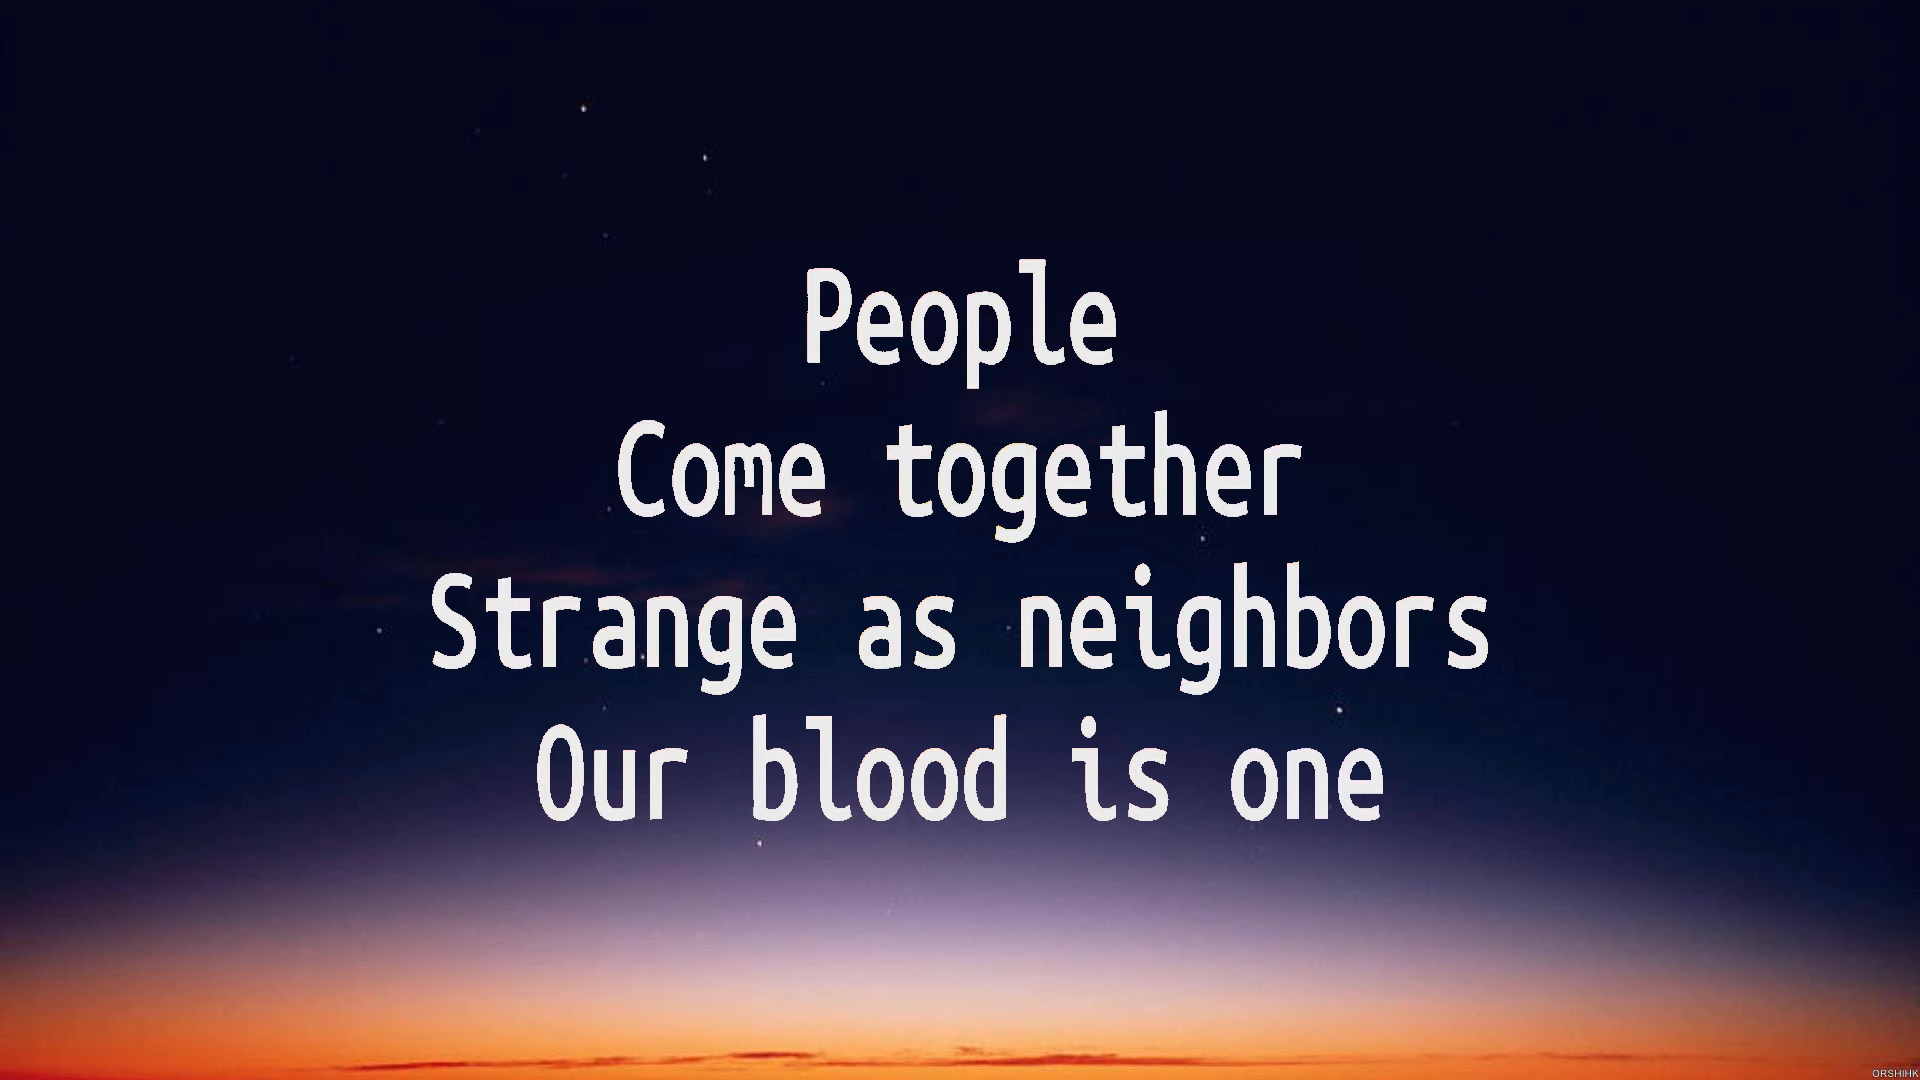 People
Come together
Strange as neighbors
Our blood is one
ORSHIHK